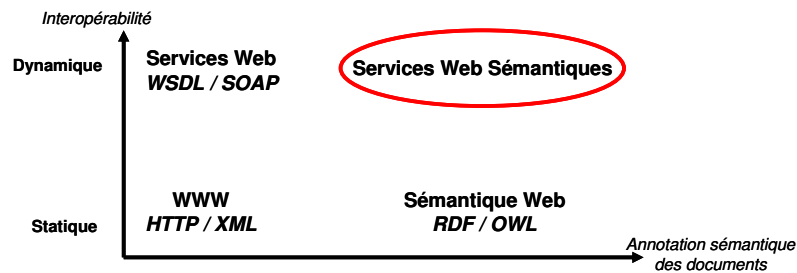 Interopérabilité
Dynamique
Services Web
WSDL / SOAP
Services Web Sémantiques
Statique
WWW
HTTP / XML
Sémantique Web
RDF / OWL
Annotation sémantique
des documents